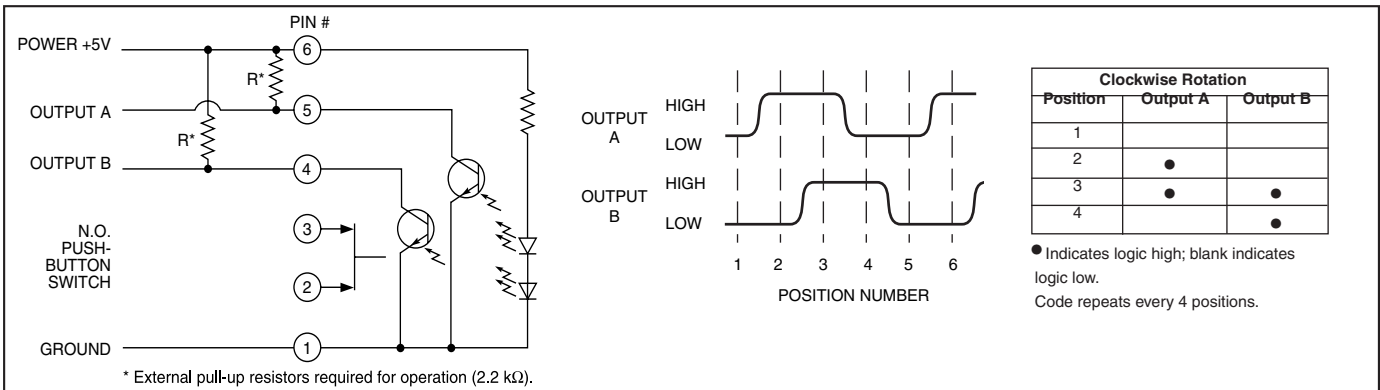 PIN #
POWER +5V
6
R*
OUTPUT A
5
R*
OUTPUT B
4
N.O.
PUSH-
BUTTON
SWITCH
3
2
GROUND
1
* External pull-up resistors required for operation (2.2 kΩ).
OUTPUT
A
HIGH
LOW
OUTPUT
B
HIGH
LOW
1 2 3 4 5 6
POSITION NUMBER
Clockwise Rotation
Position Output A Output B
1
2 ●
3 ● ●
4 ●
● Indicates logic high; blank indicates
logic low.
Code repeats every 4 positions.